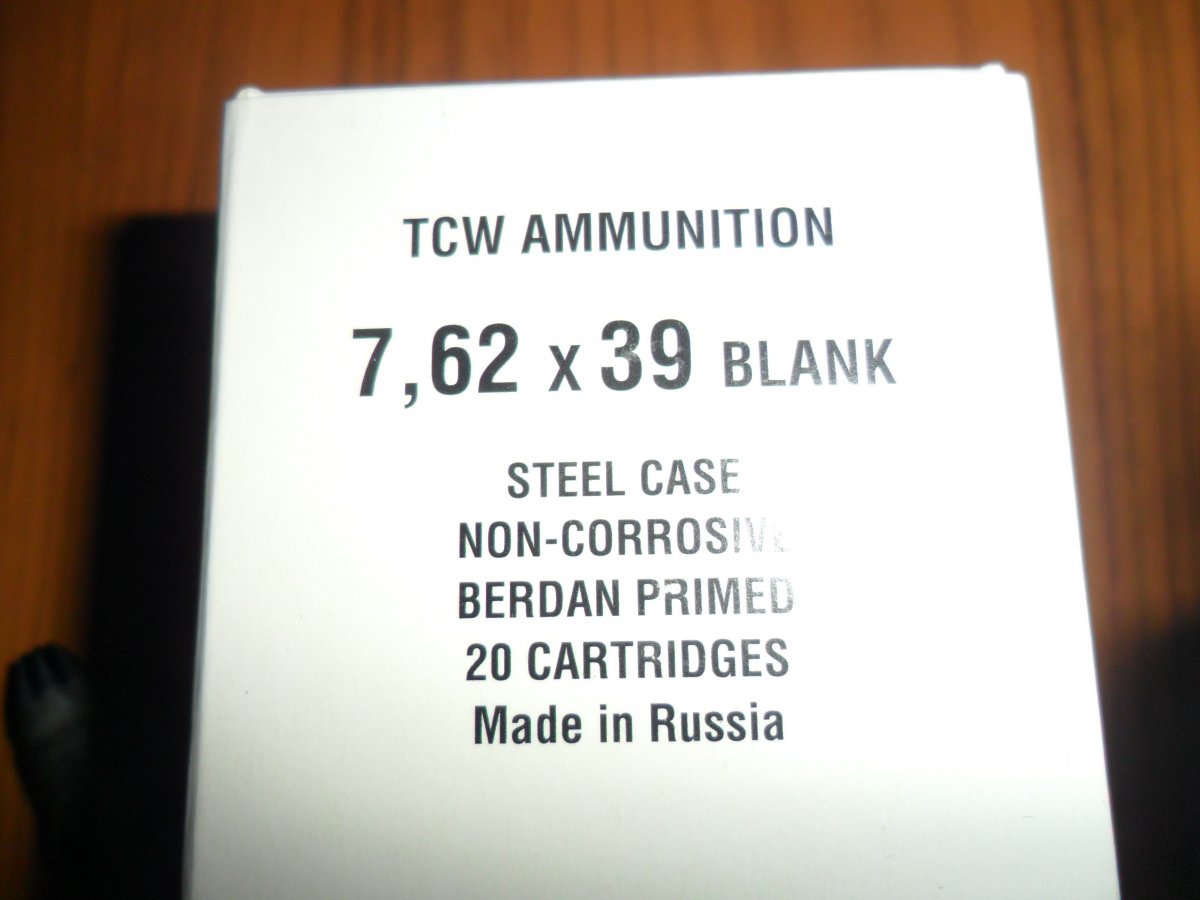 TCW AMMUNITION
7,62 x 39 BLANK
STEEL CASE
NON-CORROSIVE
BERDAN PRIMED
20 CARTRIDGES
Made in Russia